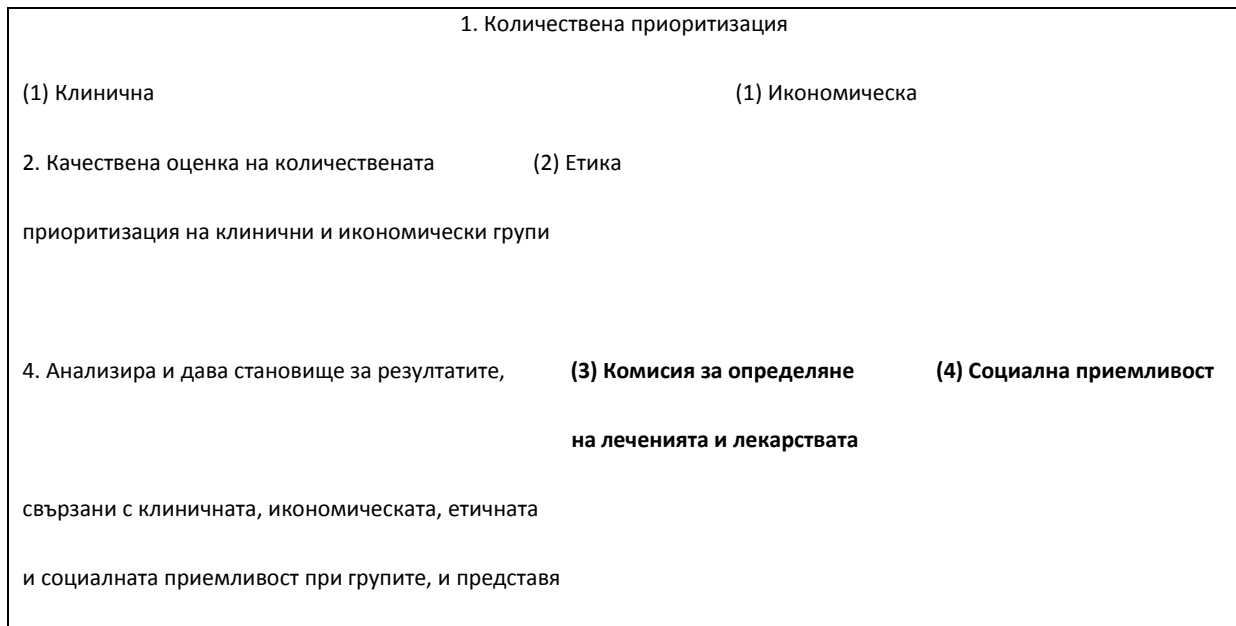 1. Количествена приоритизация
(1) Клинична (1) Икономическа
2. Качествена оценка на количествената (2) Етика
приоритизация на клинични и икономически групи
4. Анализира и дава становище за резултатите, (3) Комисия за определяне (4) Социална приемливост
на леченията и лекарствата
свързани с клиничната, икономическата, етичната
и социалната приемливост при групите, и представя